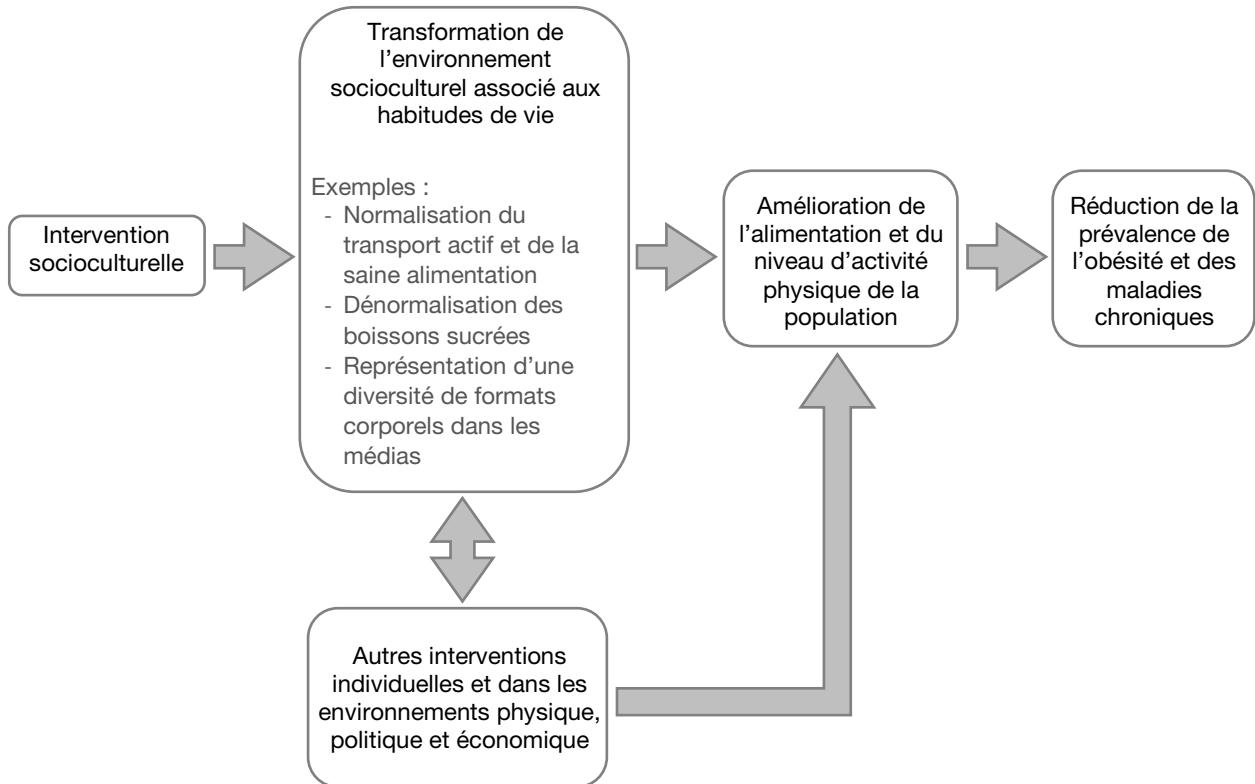 Intervention
socioculturelle
Transformation de
l’environnement
socioculturel associé aux
habitudes de vie
Exemples :
- Normalisation du
transport actif et de la
saine alimentation
- Dénormalisation des
boissons sucrées
- Représentation d’une
diversité de formats
corporels dans les
médias
Amélioration de
l’alimentation et du
niveau d’activité
physique de la
population
Réduction de la
prévalence de
l’obésité et des
maladies
chroniques
Autres interventions
individuelles et dans les
environnements physique,
politique et économique